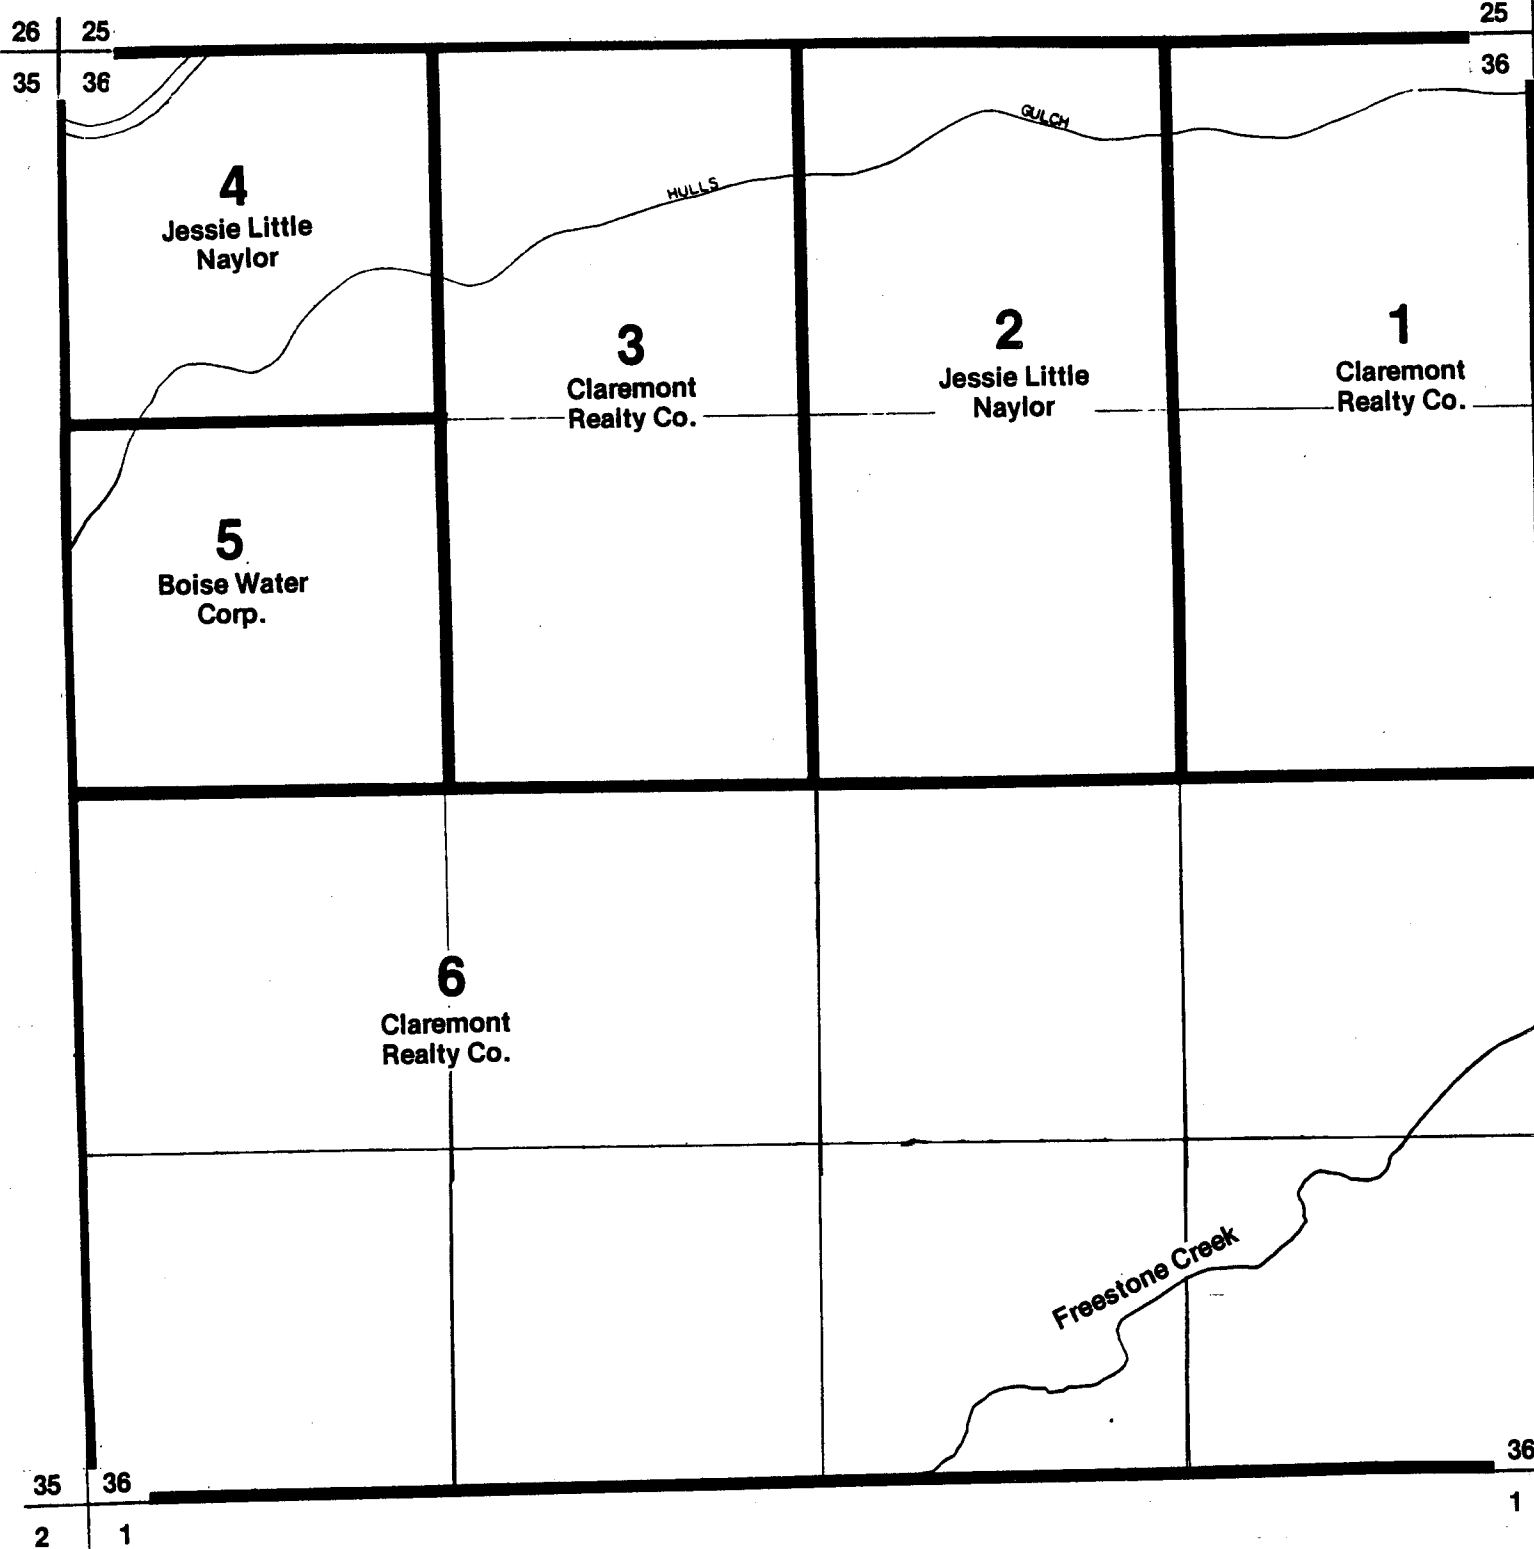 26 25
25
35 36
36
GULCH
HULLS
4
Jessie Little
Naylor
3
Claremont
Realty Co.
2
Jessie Little
Naylor
1
Claremont
Realty Co.
5
Boise Water
Corp.
6
Claremont
Realty Co.
Freestone Creek
35 36
36
2 1
1